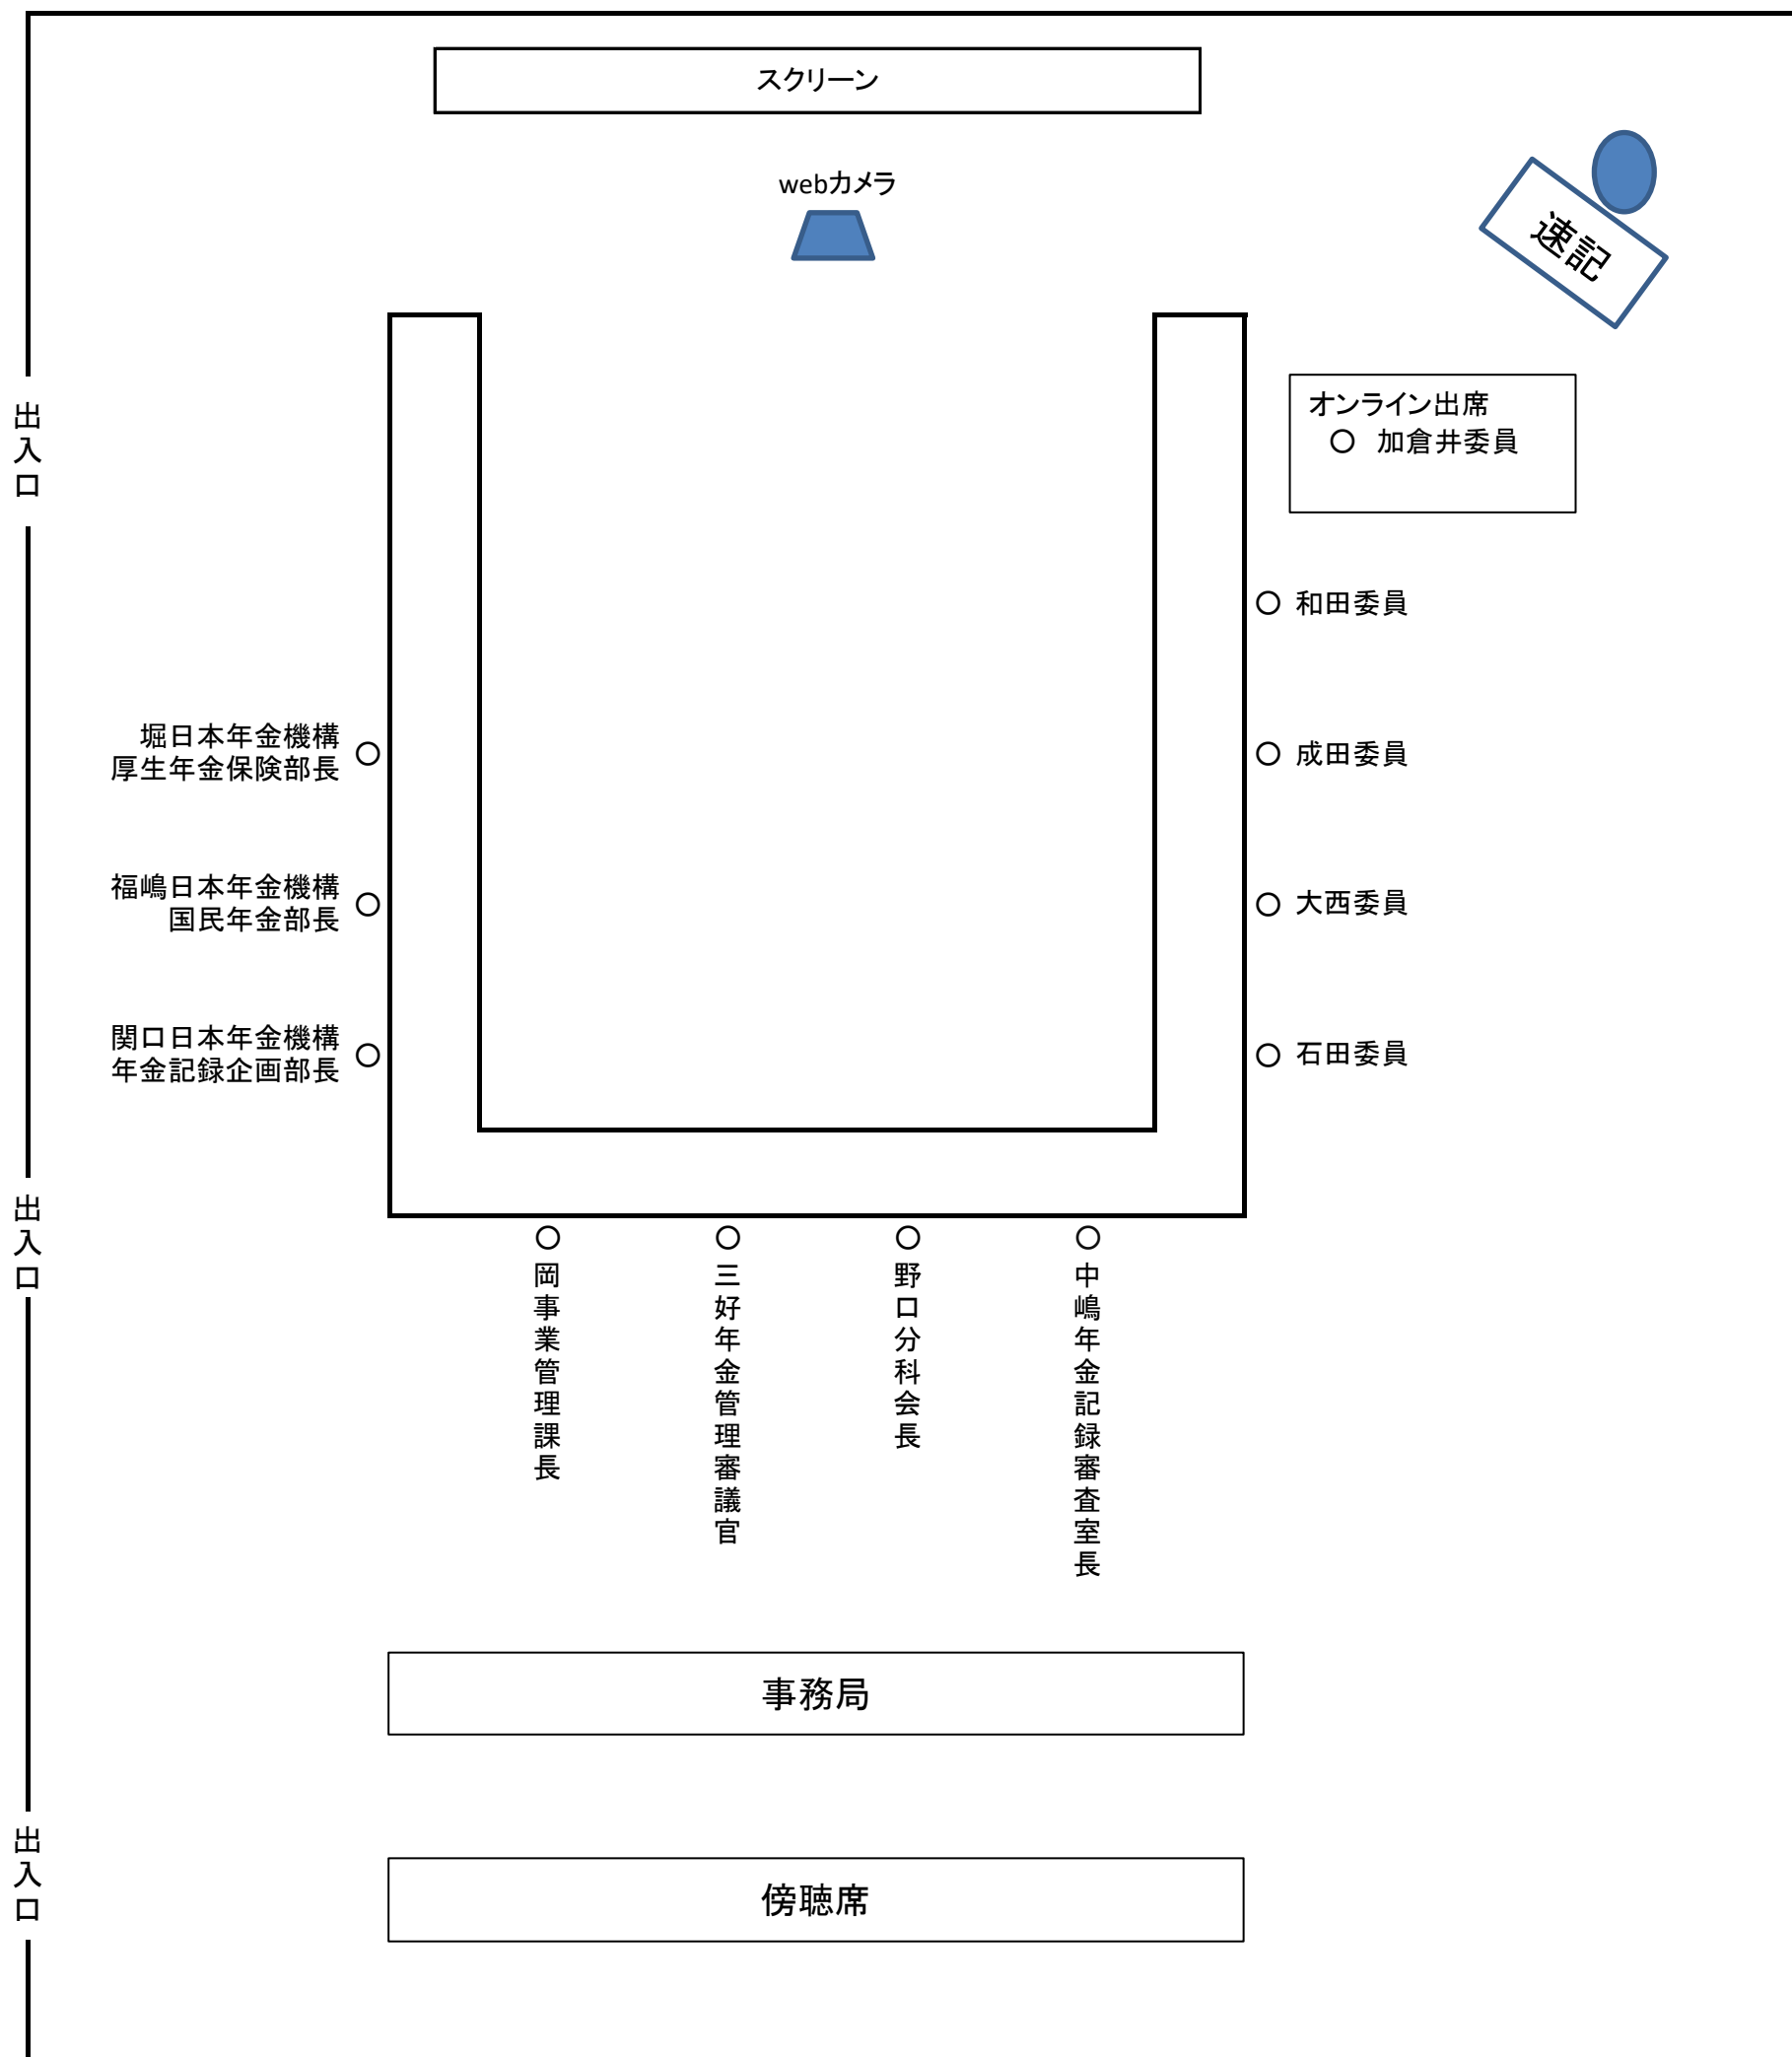 スクリーン
webカメラ
速記
出入口
オンライン出席
○ 加倉井委員
○ 和田委員
堀日本年金機構
厚生年金保険部長 ○
○ 成田委員
福嶋日本年金機構
国民年金部長 ○
○ 大西委員
関口日本年金機構
年金記録企画部長 ○
○ 石田委員
出入口
○ 岡事業管理課長
○ 三好年金管理審議官
○ 野口分科会長
○ 中嶋年金記録審査室長
事務局
出入口
傍聴席